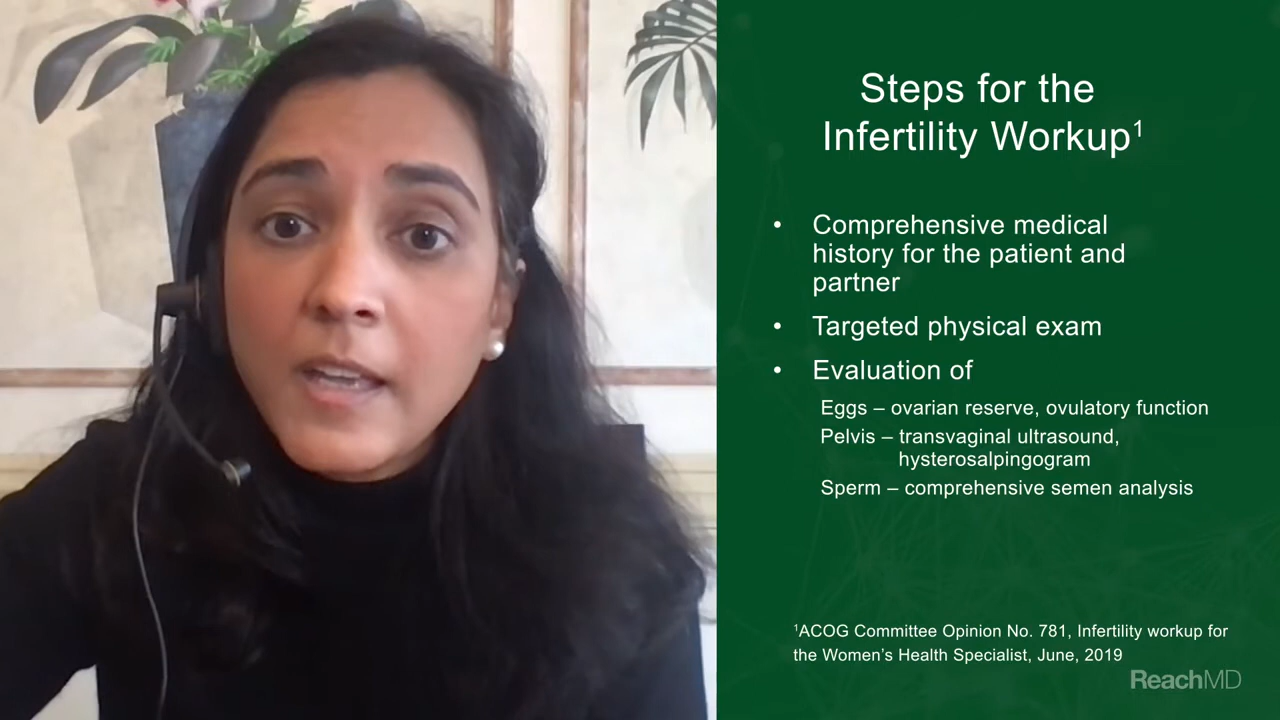 Steps for the
Infertility Workup¹
• Comprehensive medical
history for the patient and
partner
• Targeted physical exam
• Evaluation of
Eggs – ovarian reserve, ovulatory function
Pelvis – transvaginal ultrasound,
hysterosalpingogram
Sperm – comprehensive semen analysis
¹ACOG Committee Opinion No. 781, Infertility workup for
the Women’s Health Specialist, June, 2019
ReachMD